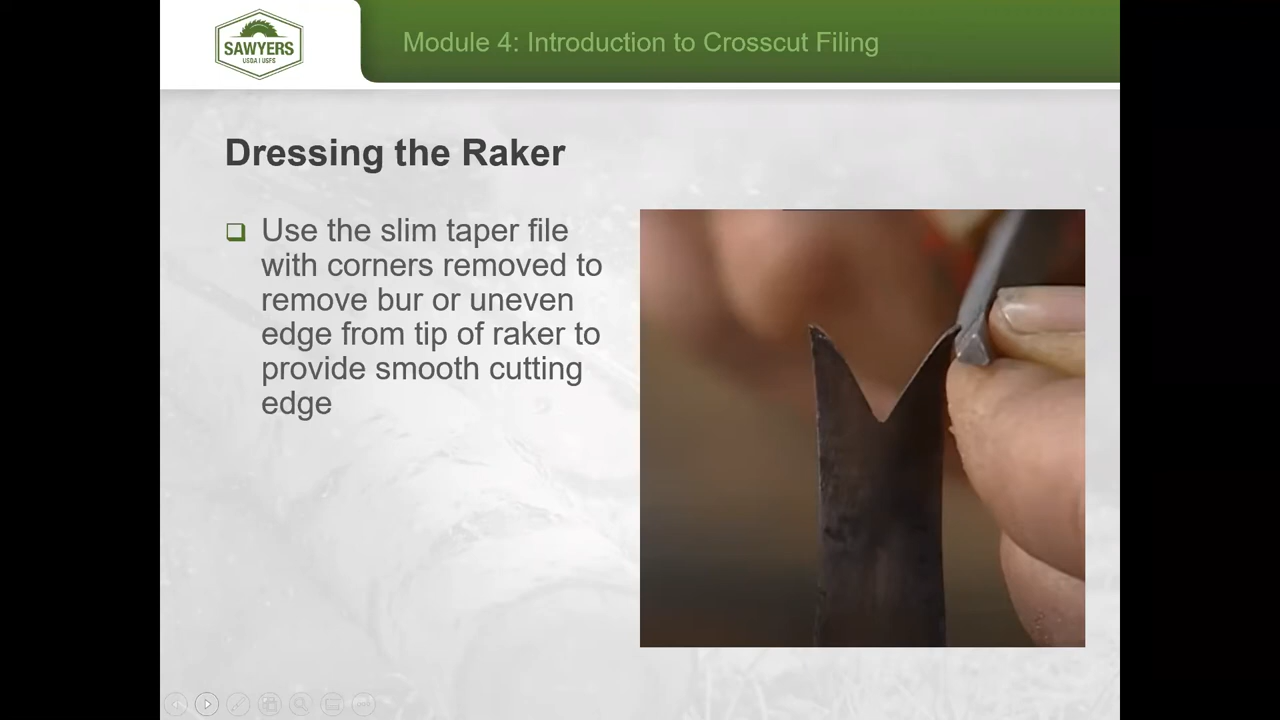 SAWYERS
USDA | USFS
Module 4: Introduction to Crosscut Filing
Dressing the Raker
Use the slim taper file
with corners removed to
remove bur or uneven
edge from tip of raker to
provide smooth cutting
edge